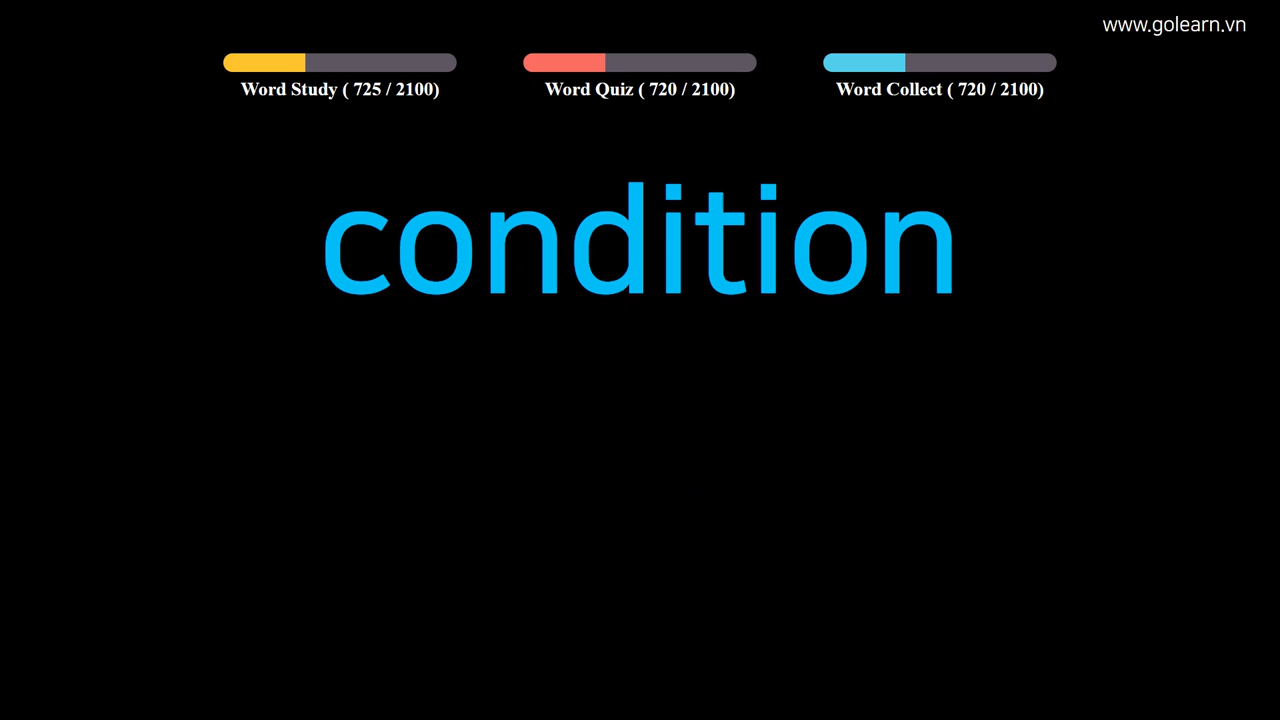 www.golearn.vn
Word Study ( 725 / 2100)
Word Quiz ( 720 / 2100)
Word Collect ( 720 / 2100)
condition